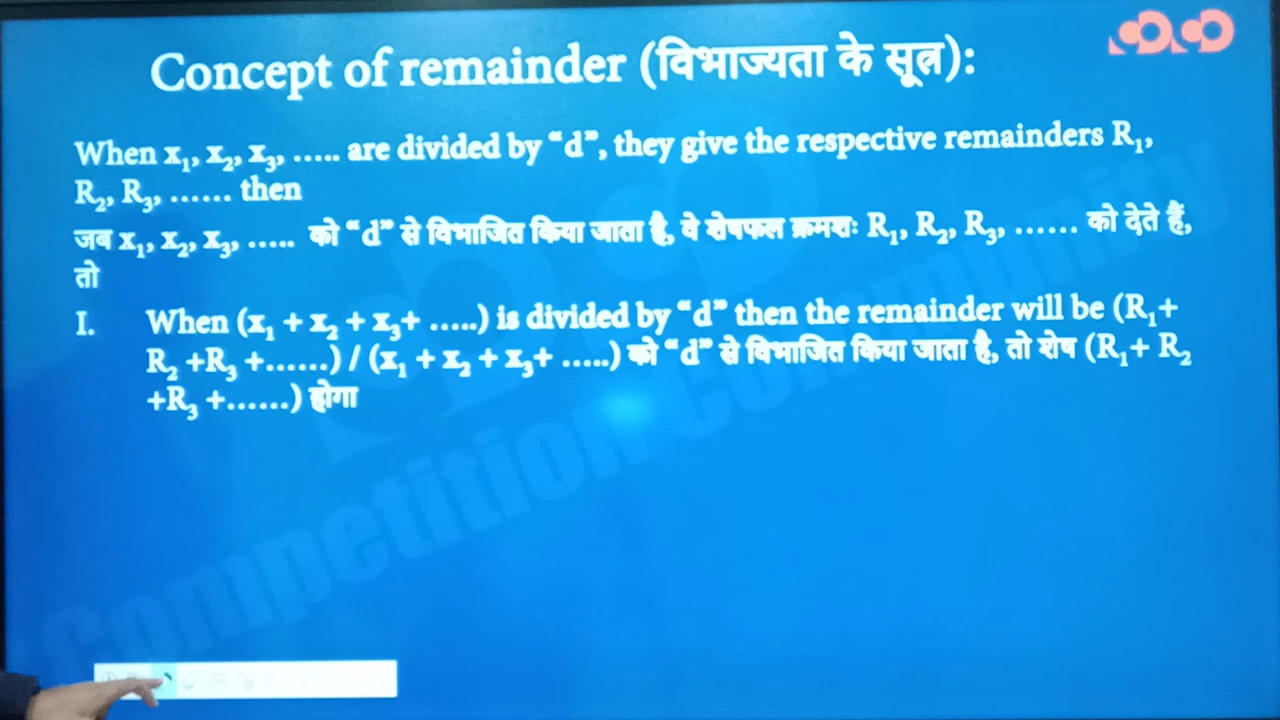 Concept of remainder (विभाज्यता के सूत्र):
When x₁, x₂, x₃, ..... are divided by “d”, they give the respective remainders R₁,
R₂, R₃, ...... then
जब x₁, x₂, x₃, ..... को “d” से विभाजित किया जाता है, वे शेषफल क्रमशः R₁, R₂, R₃, ...... को देते हैं,
तो
I. When (x₁ + x₂ + x₃+ .....) is divided by “d” then the remainder will be (R₁+
R₂ +R₃ +......) / (x₁ + x₂ + x₃+ .....) को “d” से विभाजित किया जाता है, तो शेष (R₁+ R₂
+R₃ +......) होगा
Competition Community